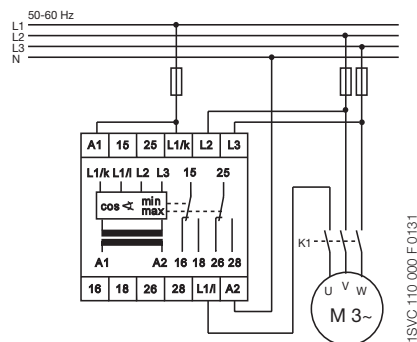 50-60 Hz
L1
L2
L3
N
A1 15 25 L1/k L2 L3
L1/k L1/l L2 L3 15 25
cos ∢ min
max
A1 A2 16 18 26 28
16 18 26 28 L1/l A2
K1
U V W
M 3~
1SVC 110 000 F 0131